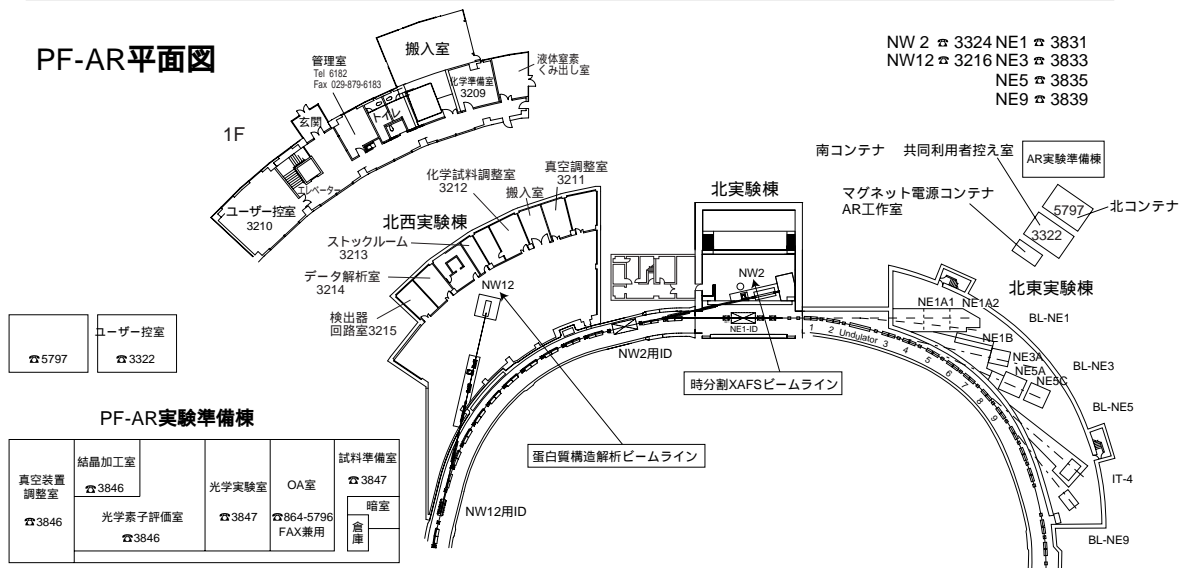 PF-AR平面図
NW 2 ☎ 3324 NE1 ☎ 3831
NW12 ☎ 3216 NE3 ☎ 3833
NE5 ☎ 3835
NE9 ☎ 3839
1F
搬入室
管理室
Tel 6182
Fax 029-879-6183
液体窒素
くみ出し室
化学準備室
3209
トイレ
玄関
エレベーター
ユーザー控室
3210
北西実験棟
真空調整室
3211
搬入室
化学試料調整室
3212
ストックルーム
3213
データ解析室
3214
検出器
回路室3215
NW12
北実験棟
NW2
NE1-ID
南コンテナ
共同利用者控え室
AR実験準備棟
マグネット電源コンテナ
AR工作室
5797
北コンテナ
3322
北東実験棟
NE1A1
NE1A2
BL-NE1
NE1B
NE3A
BL-NE3
NE5A
NE5C
BL-NE5
IT-4
BL-NE9
1 2 Undulator 3 4 5 6 7 8 9
NW2用ID
時分割XAFSビームライン
蛋白質構造解析ビームライン
NW12用ID
☎5797
ユーザー控室
☎3322
PF-AR実験準備棟
真空装置
調整室
☎3846
結晶加工室
☎3846
光学素子評価室
☎3846
光学実験室
☎3847
OA室
☎864-5796
FAX兼用
試料準備室
☎3847
暗室
倉庫